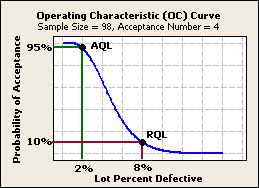 Operating Characteristic (OC) Curve
Sample Size = 98, Acceptance Number = 4
Probability of Acceptance
95%
AQL
RQL
10%
2%
8%
Lot Percent Defective